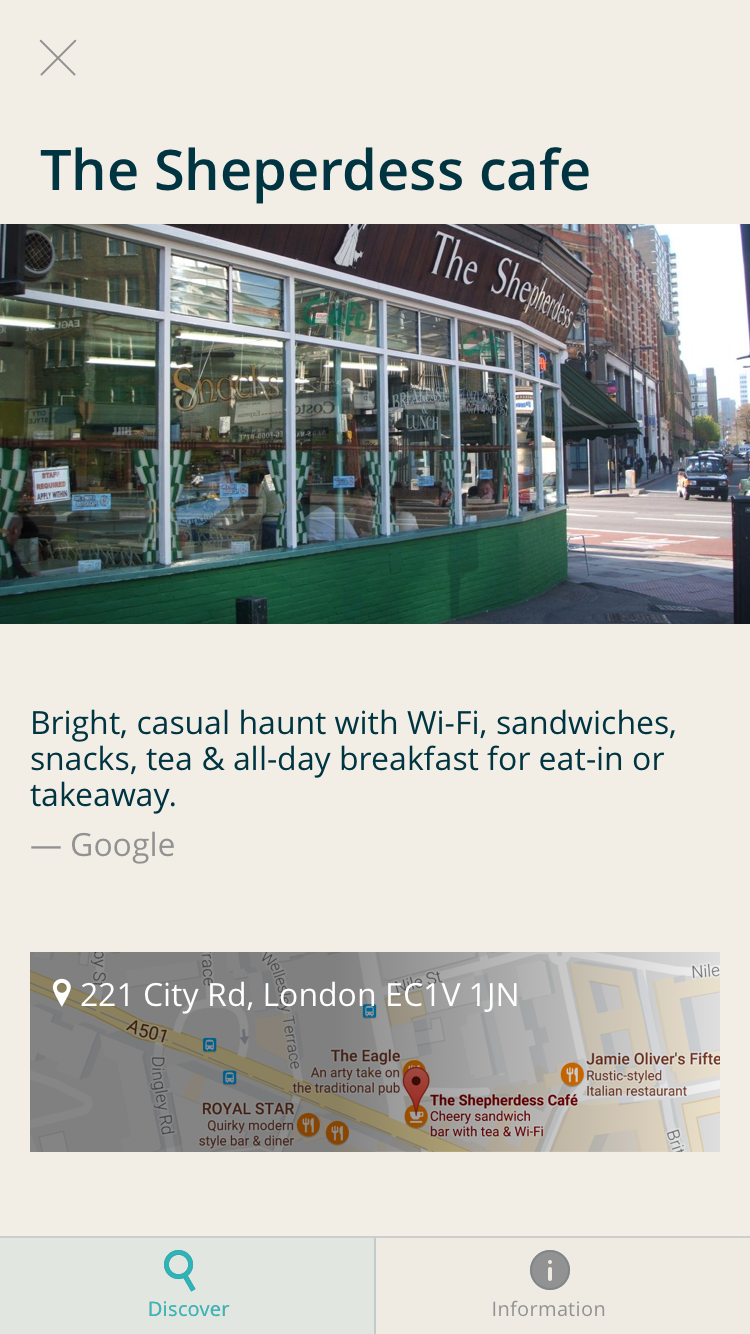 The Sheperdess cafe
The Shepherdess
Cafe
Snacks
BREAKFAST
&
LUNCH
STAFF
REQUIRED
APPLY WITHIN
Bright, casual haunt with Wi-Fi, sandwiches,
snacks, tea & all-day breakfast for eat-in or
takeaway.
— Google
221 City Rd, London EC1V 1JN
Wellesley Terrace
Nile St
Nile
A501
Dingley Rd
The Eagle
An arty take on
the traditional pub
Jamie Oliver's Fifte
Rustic-styled
Italian restaurant
The Shepherdess Café
Cheery sandwich
bar with tea & Wi-Fi
ROYAL STAR
Quirky modern
style bar & diner
Brit
Discover
Information